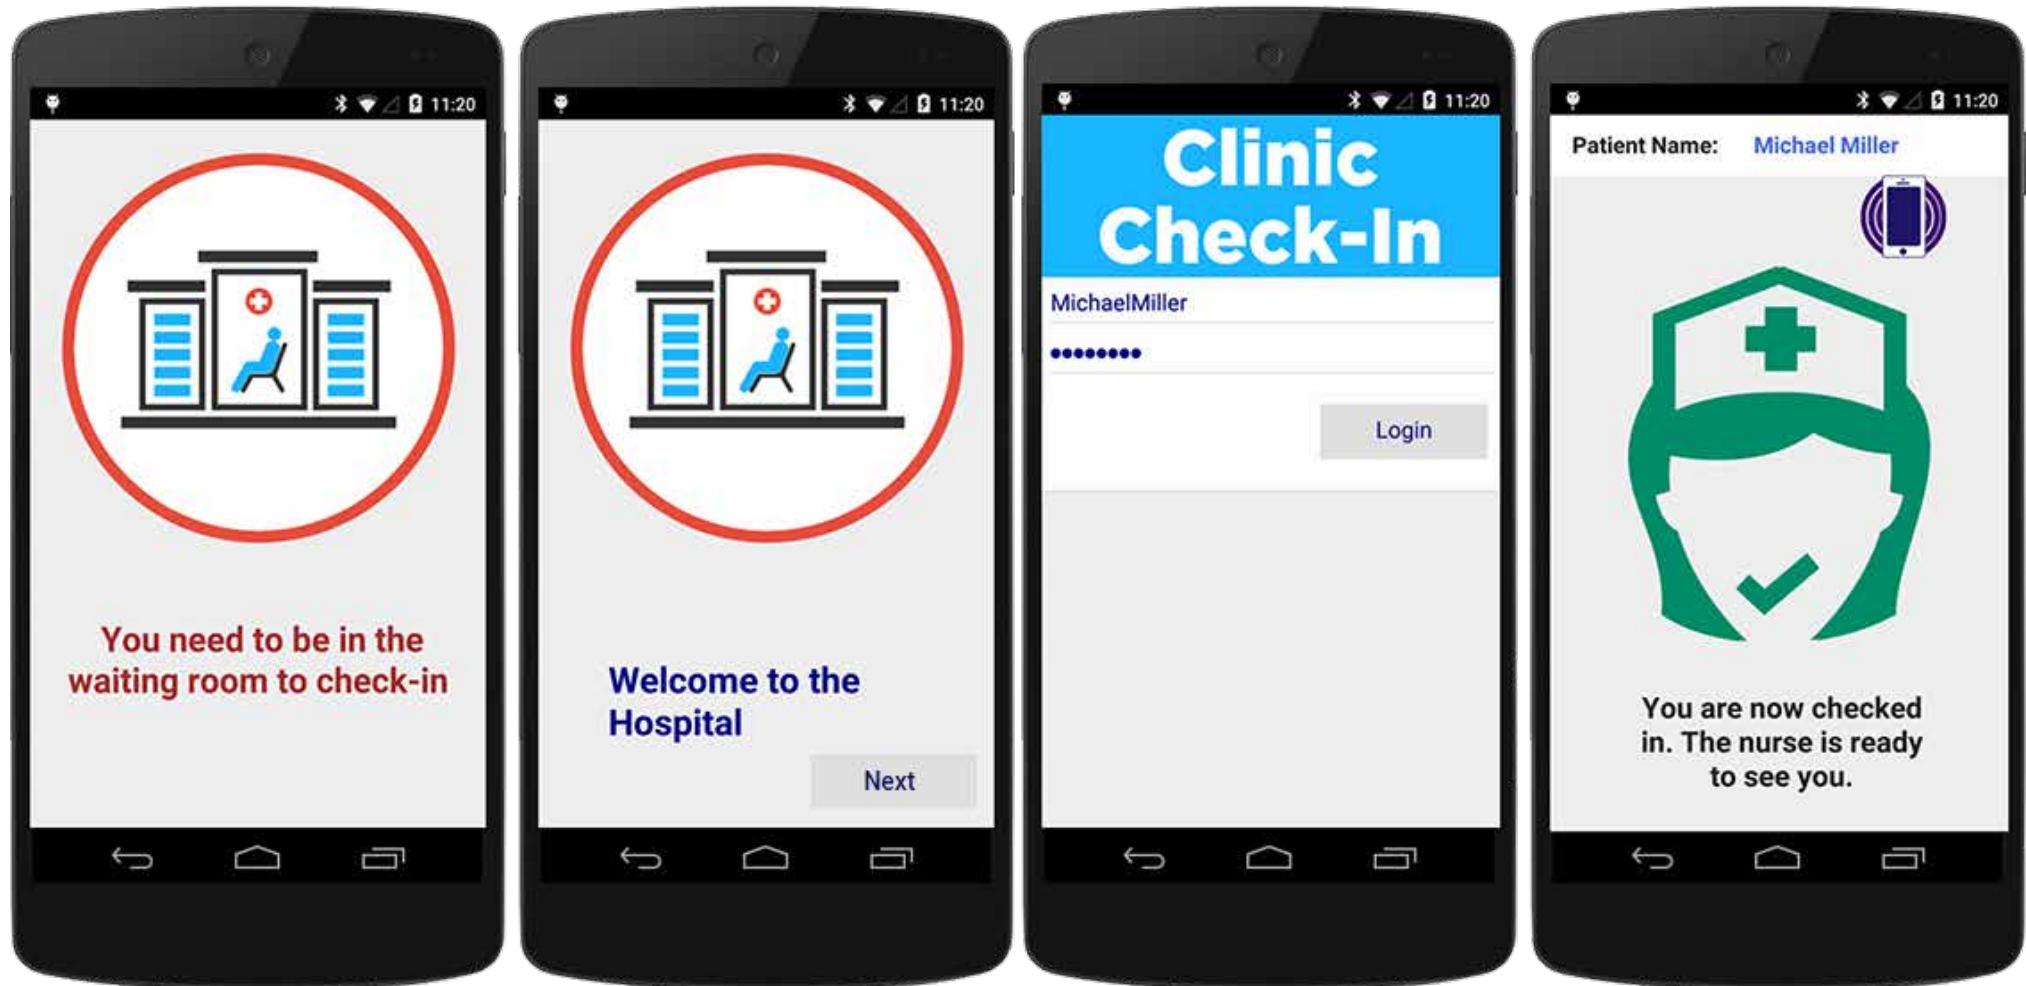 11:20
You need to be in the
waiting room to check-in
11:20
Welcome to the
Hospital
Next
11:20
Clinic
Check-In
MichaelMiller
••••••••
Login
11:20
Patient Name: Michael Miller
You are now checked
in. The nurse is ready
to see you.